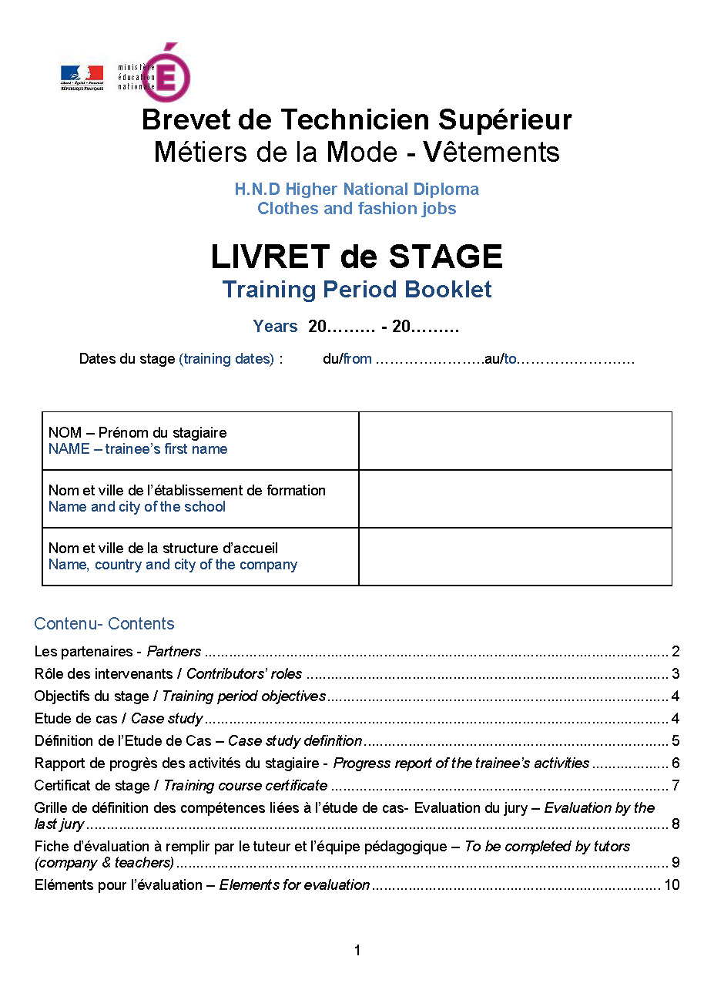 ministère
éducation
nationale
É
Liberté • Égalité • Fraternité
RÉPUBLIQUE FRANÇAISE
Brevet de Technicien Supérieur
Métiers de la Mode - Vêtements
H.N.D Higher National Diploma
Clothes and fashion jobs
LIVRET de STAGE
Training Period Booklet
Years 20……… - 20………
Dates du stage (training dates) : du/from …………………..au/to…………………….
NOM – Prénom du stagiaire
NAME – trainee’s first name
Nom et ville de l’établissement de formation
Name and city of the school
Nom et ville de la structure d’accueil
Name, country and city of the company
Contenu- Contents
Les partenaires - Partners ........ 2
Rôle des intervenants / Contributors’ roles ........ 3
Objectifs du stage / Training period objectives ........ 4
Etude de cas / Case study ........ 4
Définition de l’Etude de Cas – Case study definition ........ 5
Rapport de progrès des activités du stagiaire - Progress report of the trainee’s activities ........ 6
Certificat de stage / Training course certificate ........ 7
Grille de définition des compétences liées à l’étude de cas- Evaluation du jury – Evaluation by the
last jury ........ 8
Fiche d’évaluation à remplir par le tuteur et l’équipe pédagogique – To be completed by tutors
(company & teachers) ........ 9
Eléments pour l’évaluation – Elements for evaluation ........ 10
1